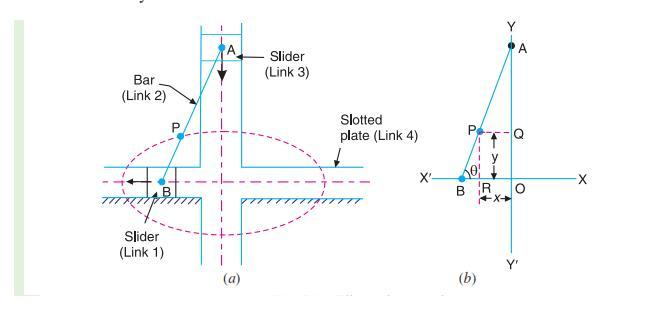 A
Slider
(Link 3)
Bar
(Link 2)
P
Slotted
plate (Link 4)
B
Slider
(Link 1)
(a)
Y
A
P
Q
y
θ
X′
X
B
R
O
x
Y′
(b)